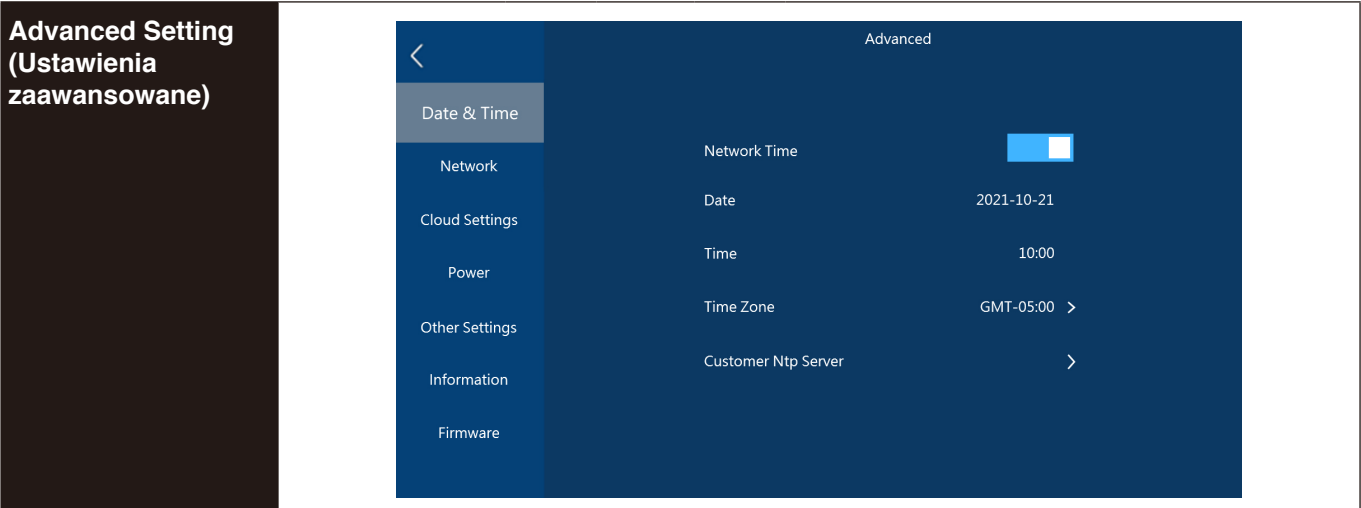 Advanced Setting
(Ustawienia
zaawansowane)
Advanced
Date & Time
Network
Cloud Settings
Power
Other Settings
Information
Firmware
Network Time
Date 2021-10-21
Time 10:00
Time Zone GMT-05:00 >
Customer Ntp Server >